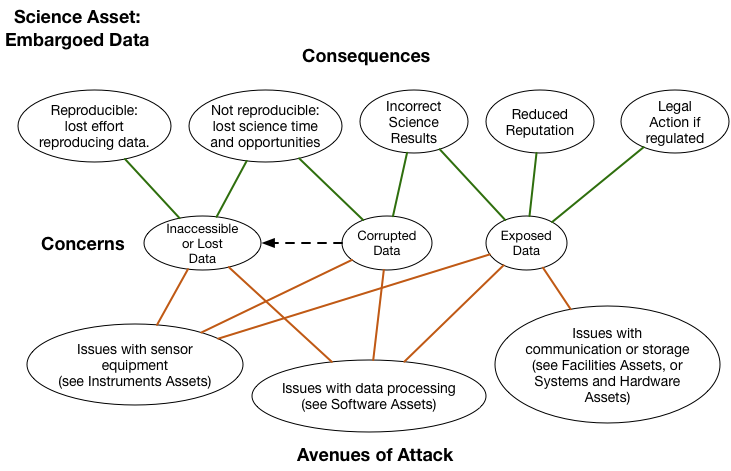 Science Asset:
Embargoed Data
Consequences
Reproducible:
lost effort
reproducing data.
Not reproducible:
lost science time
and opportunities
Incorrect
Science
Results
Reduced
Reputation
Legal
Action if
regulated
Concerns
Inaccessible
or Lost
Data
Corrupted
Data
Exposed
Data
Issues with sensor
equipment
(see Instruments Assets)
Issues with data processing
(see Software Assets)
Issues with
communication or storage
(see Facilities Assets, or
Systems and Hardware
Assets)
Avenues of Attack